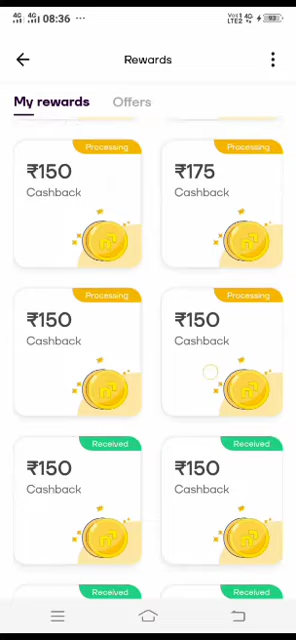 4G 4G 08:36 ... 4G LTE2 93
Rewards
My rewards Offers
Processing Processing
₹150 ₹175
Cashback Cashback
Processing Processing
₹150 ₹150
Cashback Cashback
Received Received
₹150 ₹150
Cashback Cashback
Received Received